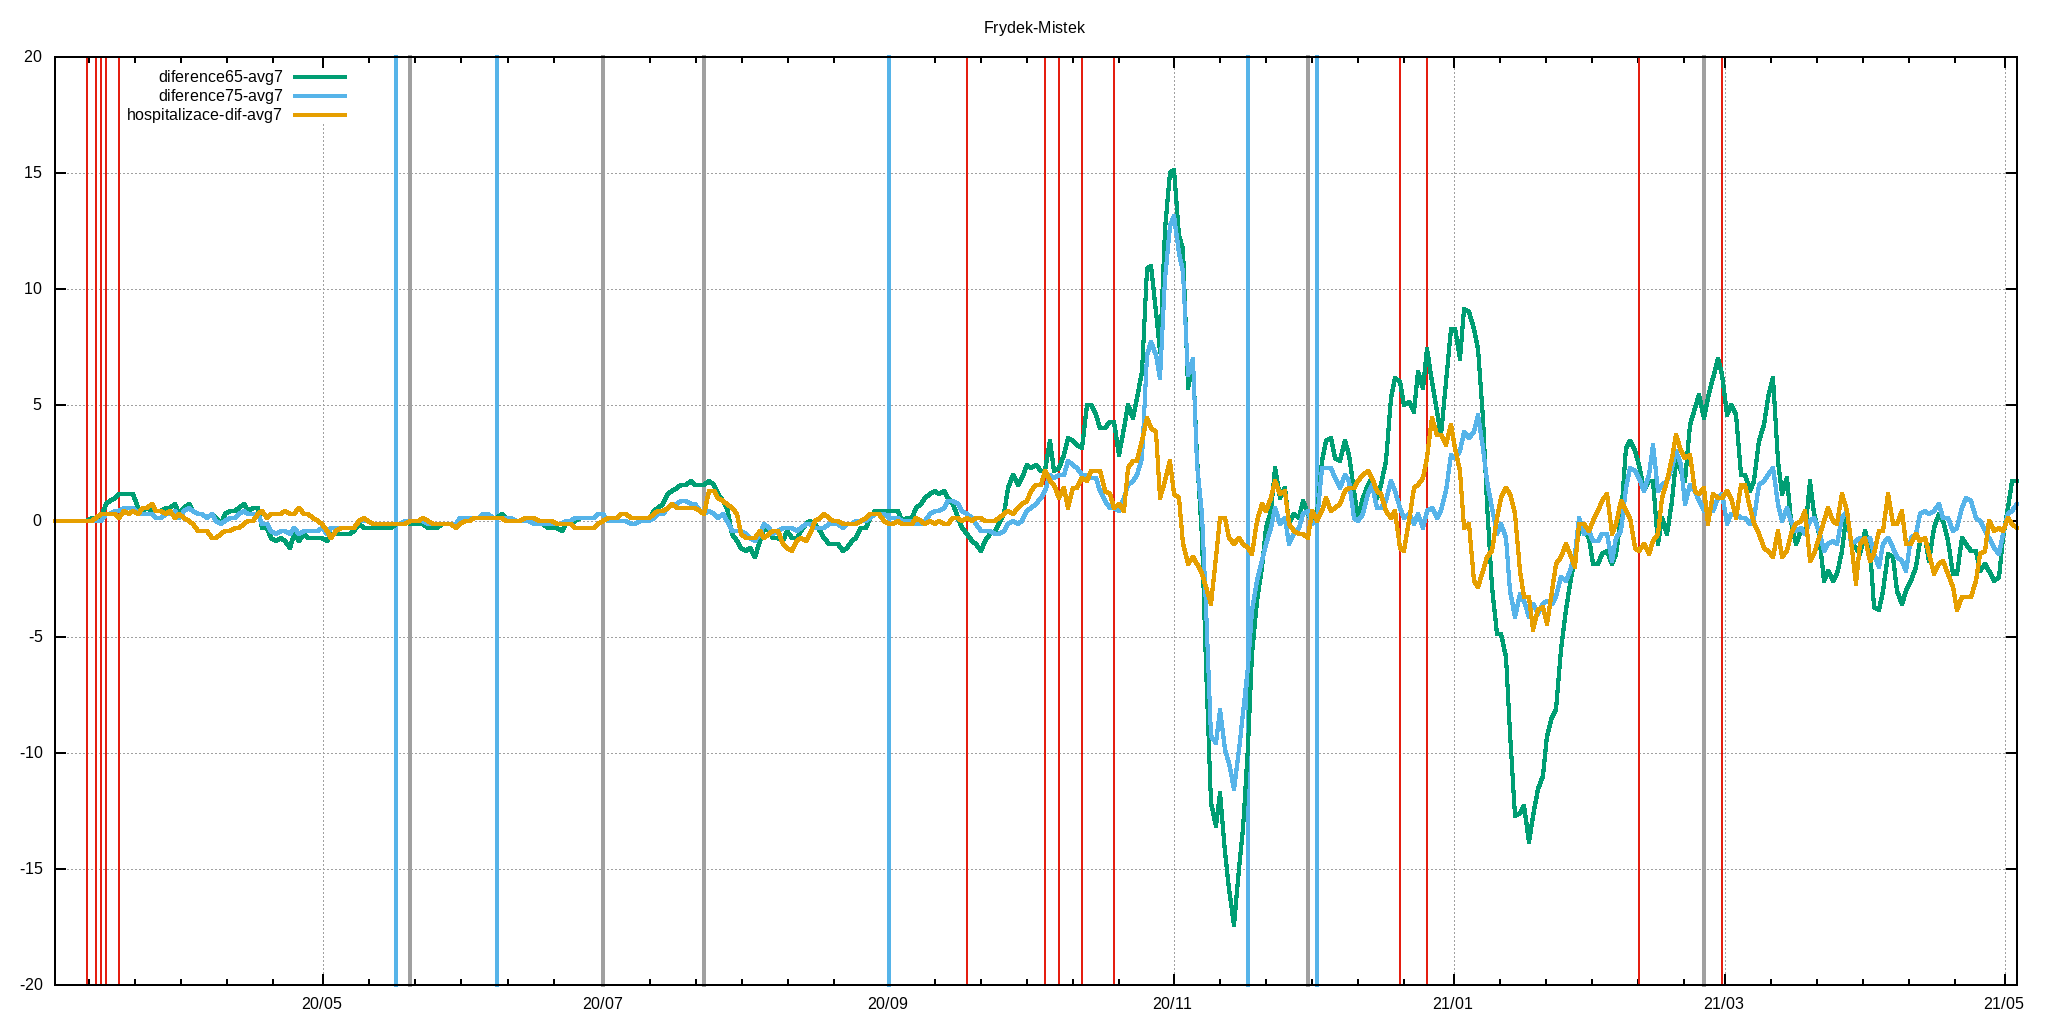 Frydek-Mistek
20
15
10
5
0
-5
-10
-15
-20
diference65-avg7
diference75-avg7
hospitalizace-dif-avg7
20/05 20/07 20/09 20/11 21/01 21/03 21/05